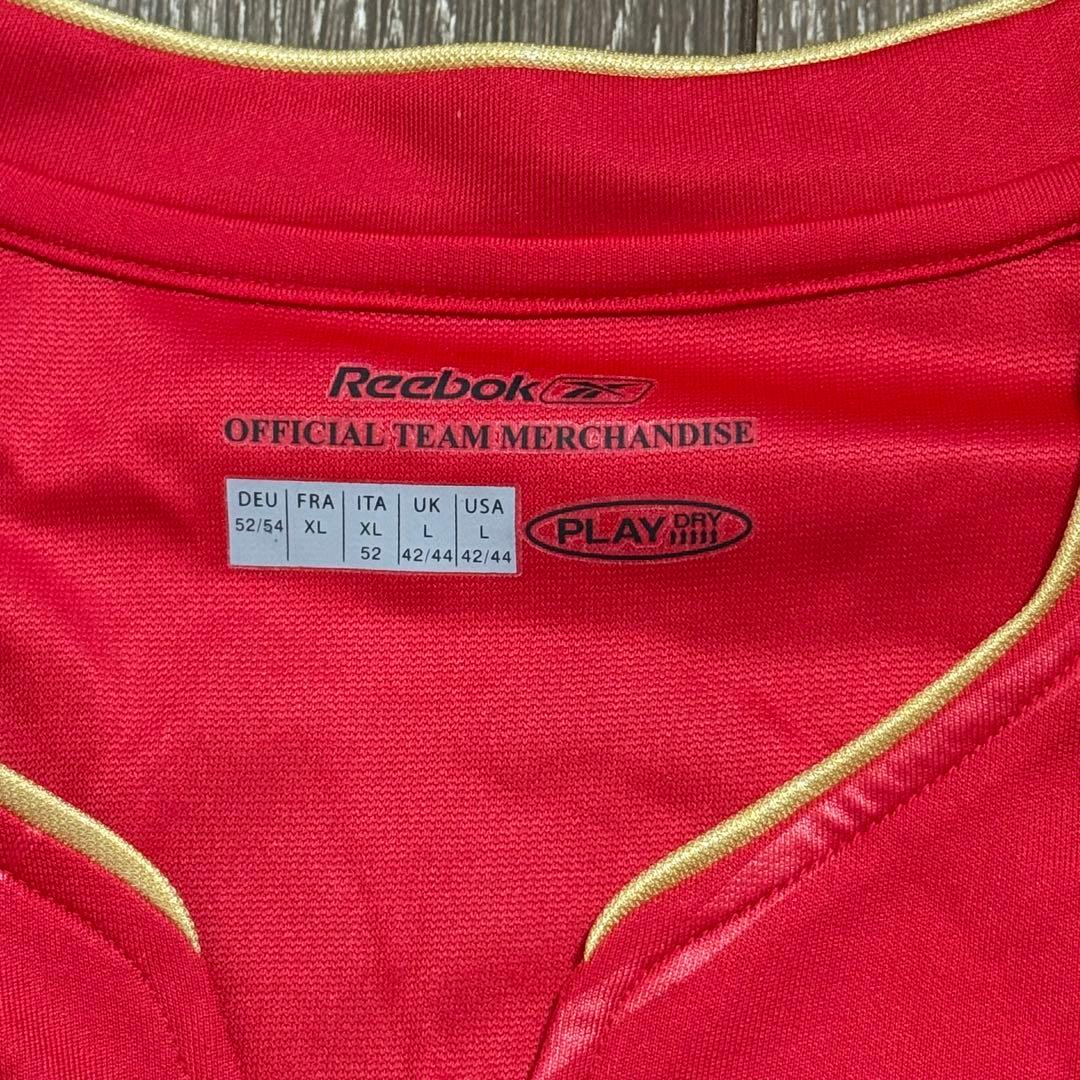 Reebok
OFFICIAL TEAM MERCHANDISE
DEU FRA ITA UK USA
52/54 XL XL L L
52 42/44 42/44
PLAY DRY